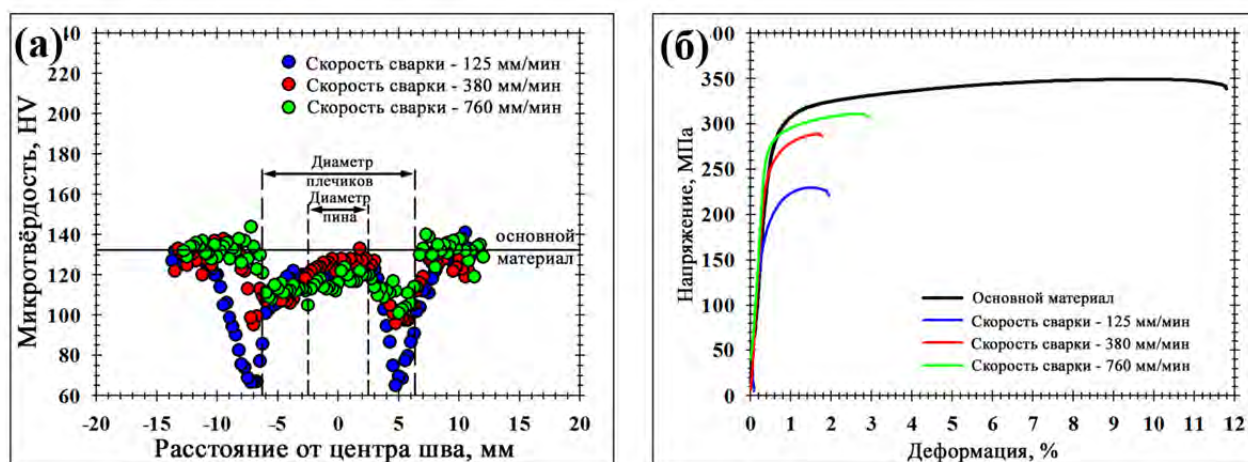 (а)
40
220
200
180
160
140
120
100
80
60
Микротвёрдость, HV
Скорость сварки - 125 мм/мин
Скорость сварки - 380 мм/мин
Скорость сварки - 760 мм/мин
Диаметр
плечиков
Диаметр
пина
основной
материал
-20 -15 -10 -5 0 5 10 15 20
Расстояние от центра шва, мм
(б)
00
350
300
250
200
150
100
50
0
Напряжение, МПа
Основной материал
Скорость сварки - 125 мм/мин
Скорость сварки - 380 мм/мин
Скорость сварки - 760 мм/мин
0 1 2 3 4 5 6 7 8 9 10 11 12
Деформация, %